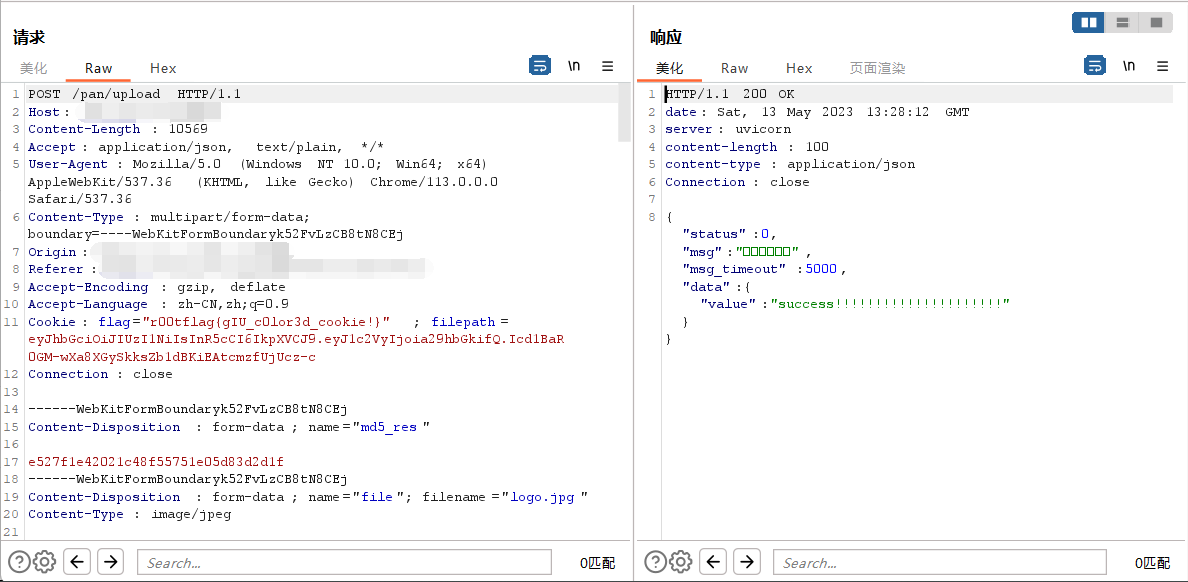 请求
美化 Raw Hex \n
1 POST /pan/upload HTTP/1.1
2 Host :
3 Content-Length : 10569
4 Accept : application/json, text/plain, */*
5 User-Agent : Mozilla/5.0 (Windows NT 10.0; Win64; x64)
AppleWebKit/537.36 (KHTML, like Gecko) Chrome/113.0.0.0
Safari/537.36
6 Content-Type : multipart/form-data;
boundary=----WebKitFormBoundaryk52FvLzCB8tN8CEj
7 Origin :
8 Referer :
9 Accept-Encoding : gzip, deflate
10 Accept-Language : zh-CN,zh;q=0.9
11 Cookie : flag="r00tflag{gIU_c0lor3d_cookie!}" ; filepath =
eyJhbGciOiJIUzI1NiIsInR5cCI6IkpXVCJ9.eyJ1c2VyIjoia29hbGkifQ.Icd1BaR
0GM-wXa8XGySkksZb1dBKiEAtcmzfUjUcz-c
12 Connection : close
13
14 ------WebKitFormBoundaryk52FvLzCB8tN8CEj
15 Content-Disposition : form-data ; name="md5_res "
16
17 e527f1e42021c48f55751e05d83d2d1f
18 ------WebKitFormBoundaryk52FvLzCB8tN8CEj
19 Content-Disposition : form-data ; name="file "; filename ="logo.jpg "
20 Content-Type : image/jpeg
21
Search... 0匹配
响应
美化 Raw Hex 页面渲染 \n
1 HTTP/1.1 200 OK
2 date : Sat, 13 May 2023 13:28:12 GMT
3 server : uvicorn
4 content-length : 100
5 content-type : application/json
6 Connection : close
7
8 {
"status" :0,
"msg" :"□□□□□□" ,
"msg_timeout" :5000 ,
"data" :{
"value" :"success!!!!!!!!!!!!!!!!!!!!!"
}
}
Search... 0匹配